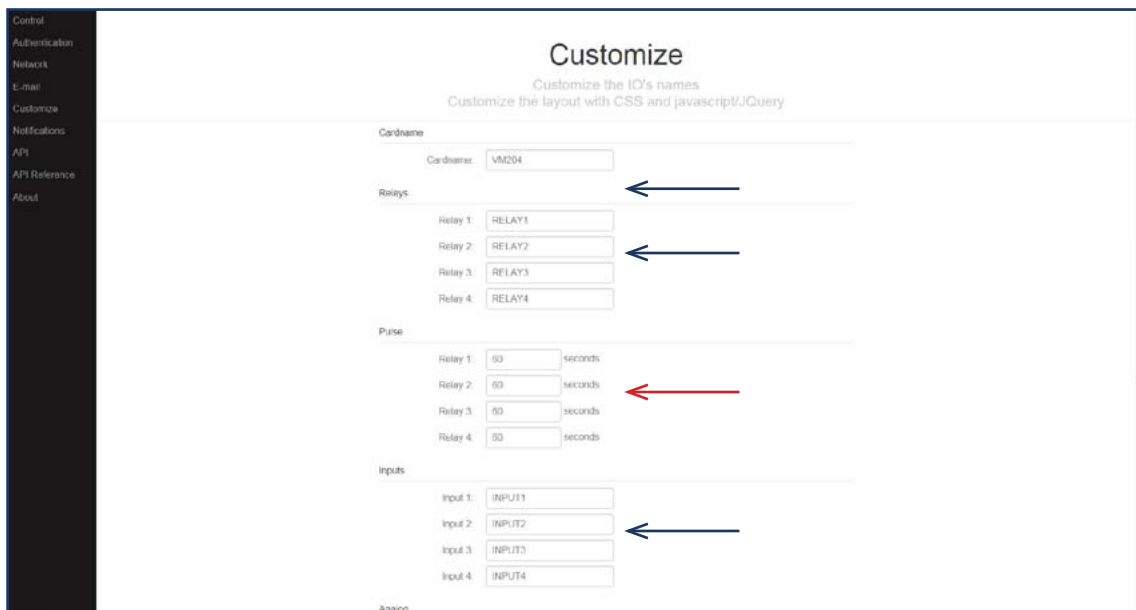 Control
Authentication
Network
E-mail
Customize
Notifications
API
API Reference
About
Customize
Customize the IO's names
Customize the layout with CSS and javascript/JQuery
Cardname
Cardname: VM204
Relays
Relay 1: RELAY1
Relay 2: RELAY2
Relay 3: RELAY3
Relay 4: RELAY4
Pulse
Relay 1: 60 seconds
Relay 2: 60 seconds
Relay 3: 60 seconds
Relay 4: 60 seconds
Inputs
Input 1: INPUT1
Input 2: INPUT2
Input 3: INPUT3
Input 4: INPUT4
Analog